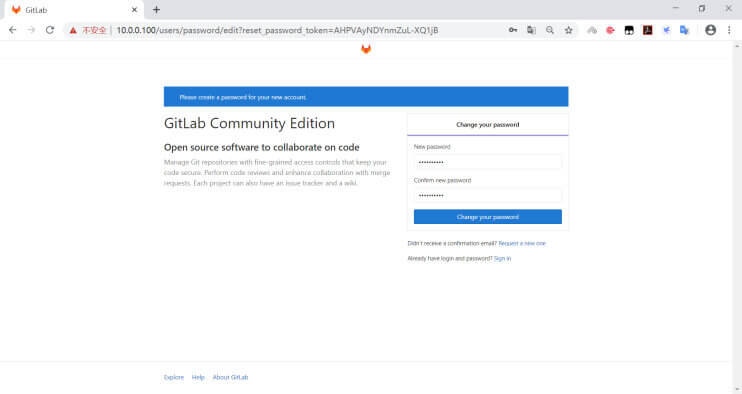 GitLab
不安全 | 10.0.0.100/users/password/edit?reset_password_token=AHPVAyNDYnmZuL-XQ1jB
Please create a password for your new account.
GitLab Community Edition
Open source software to collaborate on code
Manage Git repositories with fine-grained access controls that keep your
code secure. Perform code reviews and enhance collaboration with merge
requests. Each project can also have an issue tracker and a wiki.
Change your password
New password
••••••••••
Confirm new password
••••••••••
Change your password
Didn't receive a confirmation email? Request a new one
Already have login and password? Sign in
Explore Help About GitLab